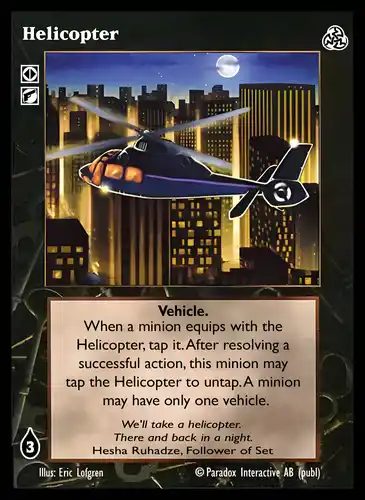 Helicopter
Vehicle.
When a minion equips with the
Helicopter, tap it. After resolving a
successful action, this minion may
tap the Helicopter to untap. A minion
may have only one vehicle.
We'll take a helicopter.
There and back in a night.
Hesha Ruhadze, Follower of Set
3
Illus: Eric Lofgren © Paradox Interactive AB (publ)